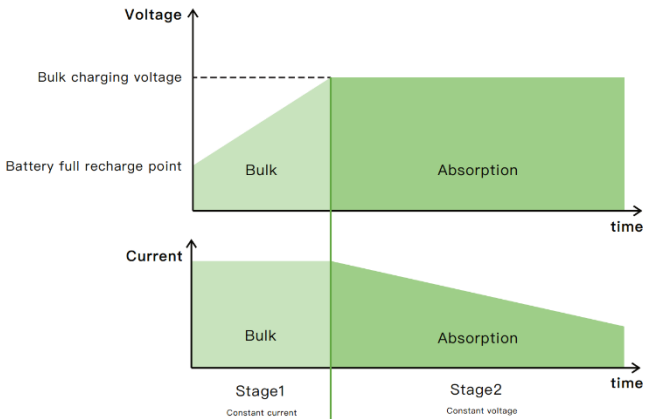 Voltage
Bulk charging voltage
Battery full recharge point
Bulk
Absorption
time
Current
Bulk
Absorption
time
Stage1
Stage2
Constant current
Constant voltage